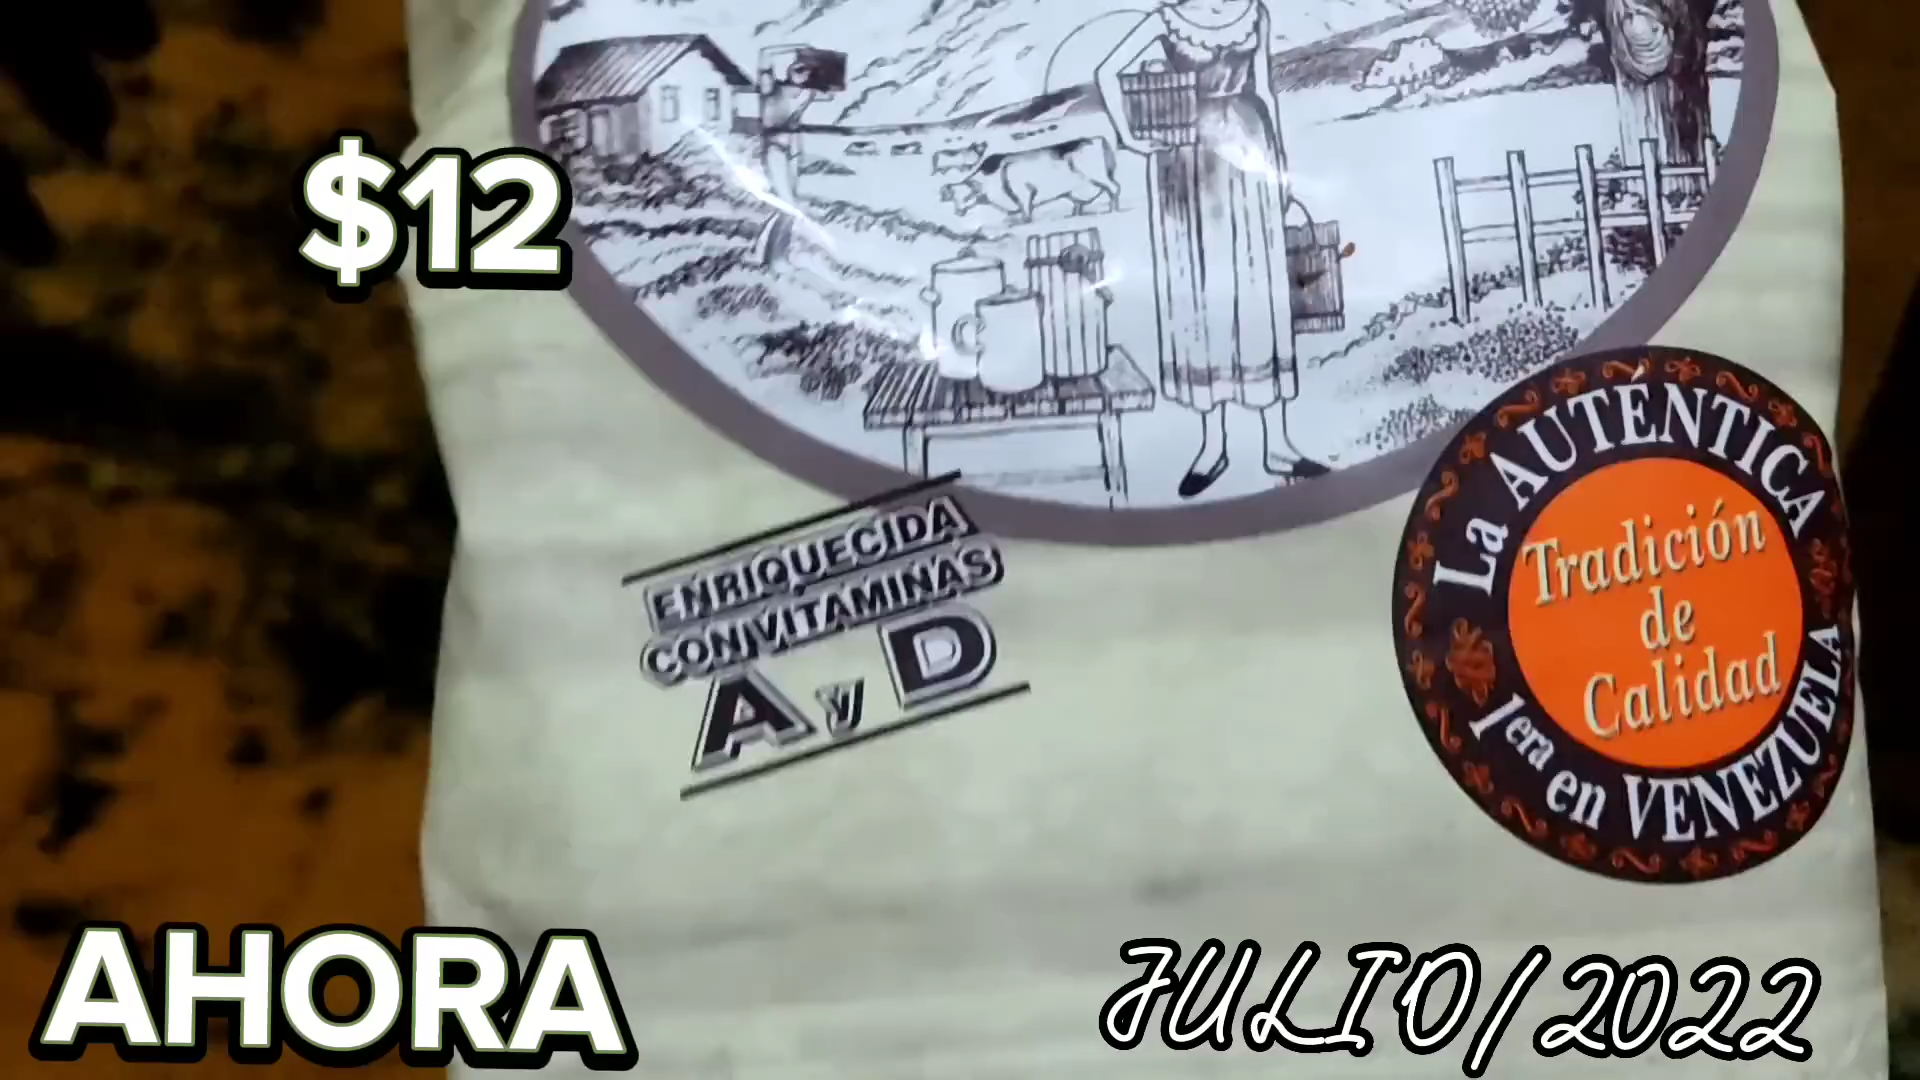 $12
ENRIQUECIDA
CON VITAMINAS
A y D
La AUTÉNTICA
Tradición
de
Calidad
1era en VENEZUELA
AHORA
JULIO/2022